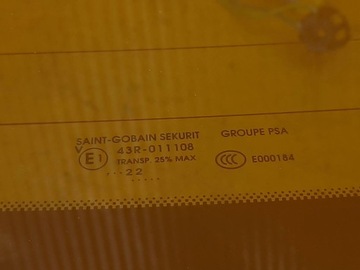 SAINT-GOBAIN SEKURIT GROUPE PSA
V E1 43R-011108
TRANSP. 25% MAX
CCC E000184
...22
.....